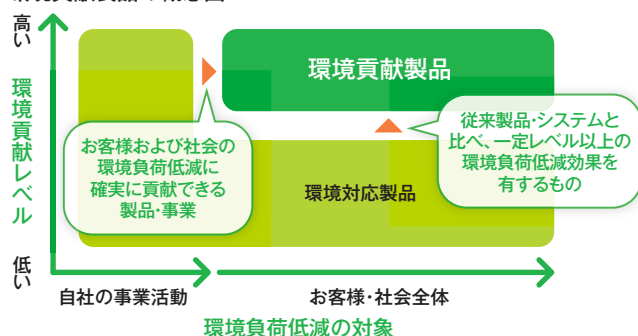 高い
環境貢献レベル
低い
環境貢献製品
お客様および社会の
環境負荷低減に
確実に貢献できる
製品・事業
従来製品・システムと
比べ、一定レベル以上の
環境負荷低減効果を
有するもの
環境対応製品
自社の事業活動
お客様・社会全体
環境負荷低減の対象